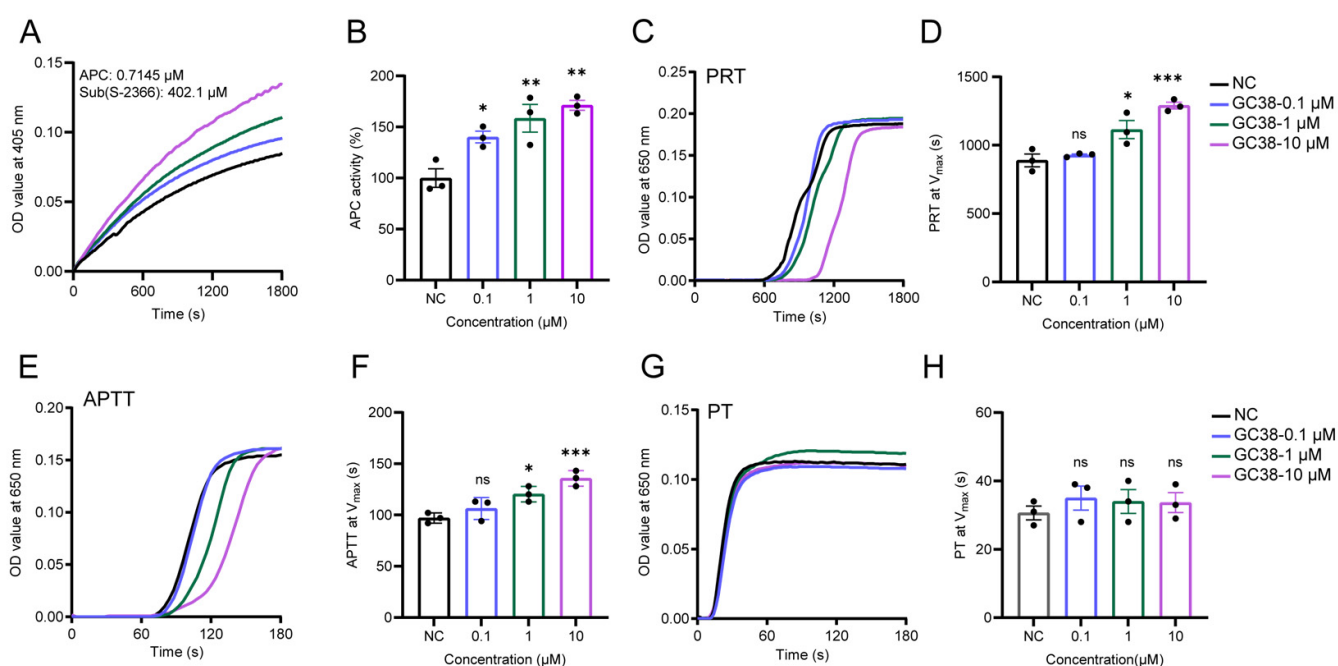 A
APC: 0.7145 µM
Sub(S-2366): 402.1 µM
OD value at 405 nm
0.15
0.10
0.05
0.00
0 600 1200 1800
Time (s)
B
APC activity (%)
200
150
100
50
0
* ** **
NC 0.1 1 10
Concentration (µM)
C
PRT
OD value at 650 nm
0.25
0.20
0.15
0.10
0.05
0.00
0 600 1200 1800
Time (s)
D
PRT at Vmax (s)
1500
1000
500
0
ns * ***
NC 0.1 1 10
Concentration (µM)
NC
GC38-0.1 µM
GC38-1 µM
GC38-10 µM
E
APTT
OD value at 650 nm
0.20
0.15
0.10
0.05
0.00
0 60 120 180
Time (s)
F
APTT at Vmax (s)
200
150
100
50
0
ns * ***
NC 0.1 1 10
Concentration (µM)
G
PT
OD value at 650 nm
0.15
0.10
0.05
0.00
0 60 120 180
Time (s)
H
PT at Vmax (s)
60
40
20
0
ns ns ns
NC 0.1 1 10
Concentration(µM)
NC
GC38-0.1 µM
GC38-1 µM
GC38-10 µM